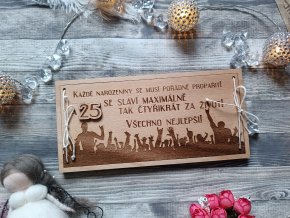 KAŽDÉ NAROZENINY SE MUSÍ POŘÁDNĚ PROPAŘIT!
25 SE SLAVÍ MAXIMÁLNĚ
TAK ČTYŘIKRÁT ZA ŽIVOT!
VŠECHNO NEJLEPŠÍ!